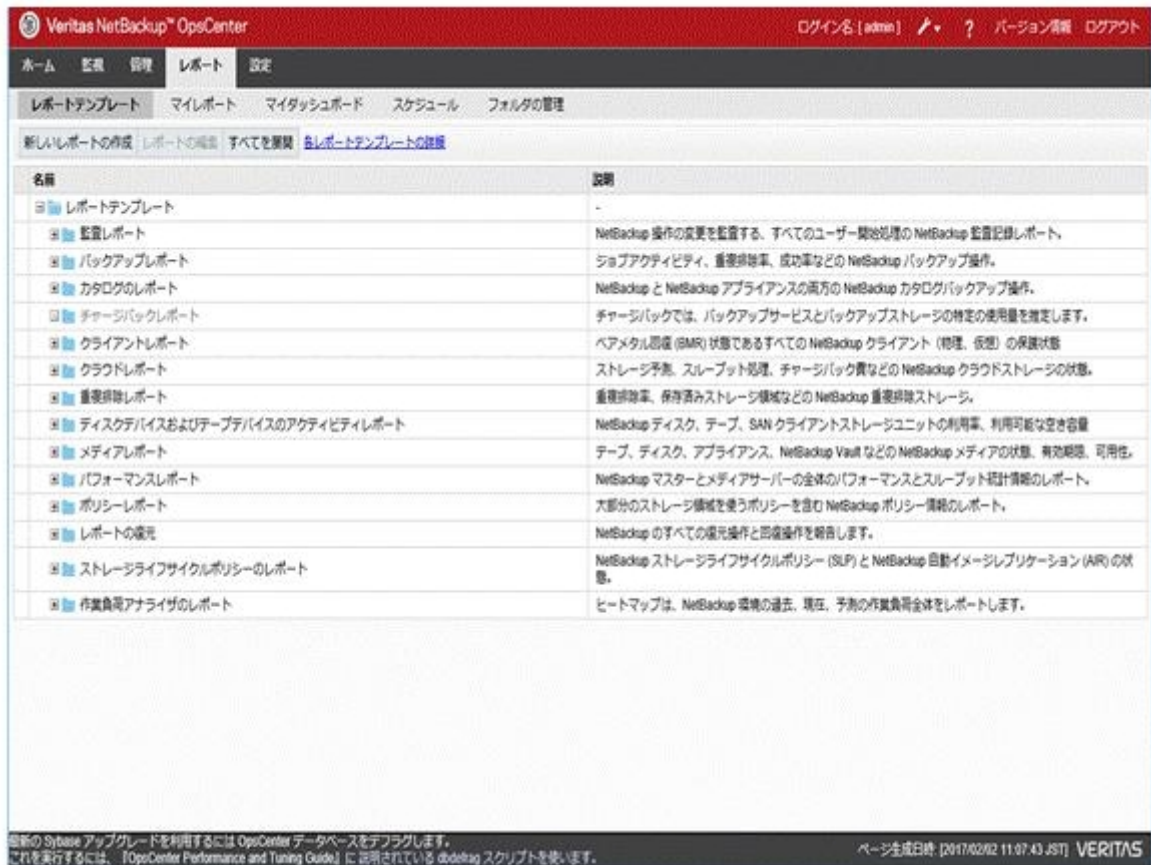 Veritas NetBackup™ OpsCenter
ログイン名: [ admin ] ? バージョン情報 ログアウト
ホーム 監視 管理 レポート 設定
レポートテンプレート マイレポート マイダッシュボード スケジュール フォルダの管理
新しいレポートの作成 レポートの編集 すべてを展開 各レポートテンプレートの詳細
名前 説明
レポートテンプレート -
監査レポート NetBackup 操作の変更を監査する、すべてのユーザー開始処理の NetBackup 監査記録レポート。
バックアップレポート ジョブアクティビティ、重複排除率、成功率などの NetBackup バックアップ操作。
カタログのレポート NetBackup と NetBackup アプライアンスの両方の NetBackup カタログバックアップ操作。
チャージバックレポート チャージバックでは、バックアップサービスとバックアップストレージの特定の使用量を推定します。
クライアントレポート ベアメタル回復 (BMR) 状態であるすべての NetBackup クライアント (物理、仮想) の保護状態
クラウドレポート ストレージ予測、スループット処理、チャージバック費などの NetBackup クラウドストレージの状態。
重複排除レポート 重複排除率、保存済みストレージ領域などの NetBackup 重複排除ストレージ。
ディスクデバイスおよびテープデバイスのアクティビティレポート NetBackup ディスク、テープ、SAN クライアントストレージユニットの利用率、利用可能な空き容量
メディアレポート テープ、ディスク、アプライアンス、NetBackup Vault などの NetBackup メディアの状態、有効期限、可用性。
パフォーマンスレポート NetBackup マスターとメディアサーバーの全体のパフォーマンスとスループット統計情報のレポート。
ポリシーレポート 大部分のストレージ領域を使うポリシーを含む NetBackup ポリシー情報のレポート。
レポートの復元 NetBackup のすべての復元操作と回復操作を報告します。
ストレージライフサイクルポリシーのレポート NetBackup ストレージライフサイクルポリシー (SLP) と NetBackup 自動イメージレプリケーション (AIR) の状
態。
作業負荷アナライザのレポート ヒートマップは、NetBackup 環境の過去、現在、予測の作業負荷全体をレポートします。
最新の Sybase アップグレードを利用するには OpsCenter データベースをデフラグします。
これを実行するには、『OpsCenter Performance and Tuning Guide』に説明されている dbdefrag スクリプトを使います。
ページ生成日時: [2017/02/02 11:07:43 JST] VERITAS